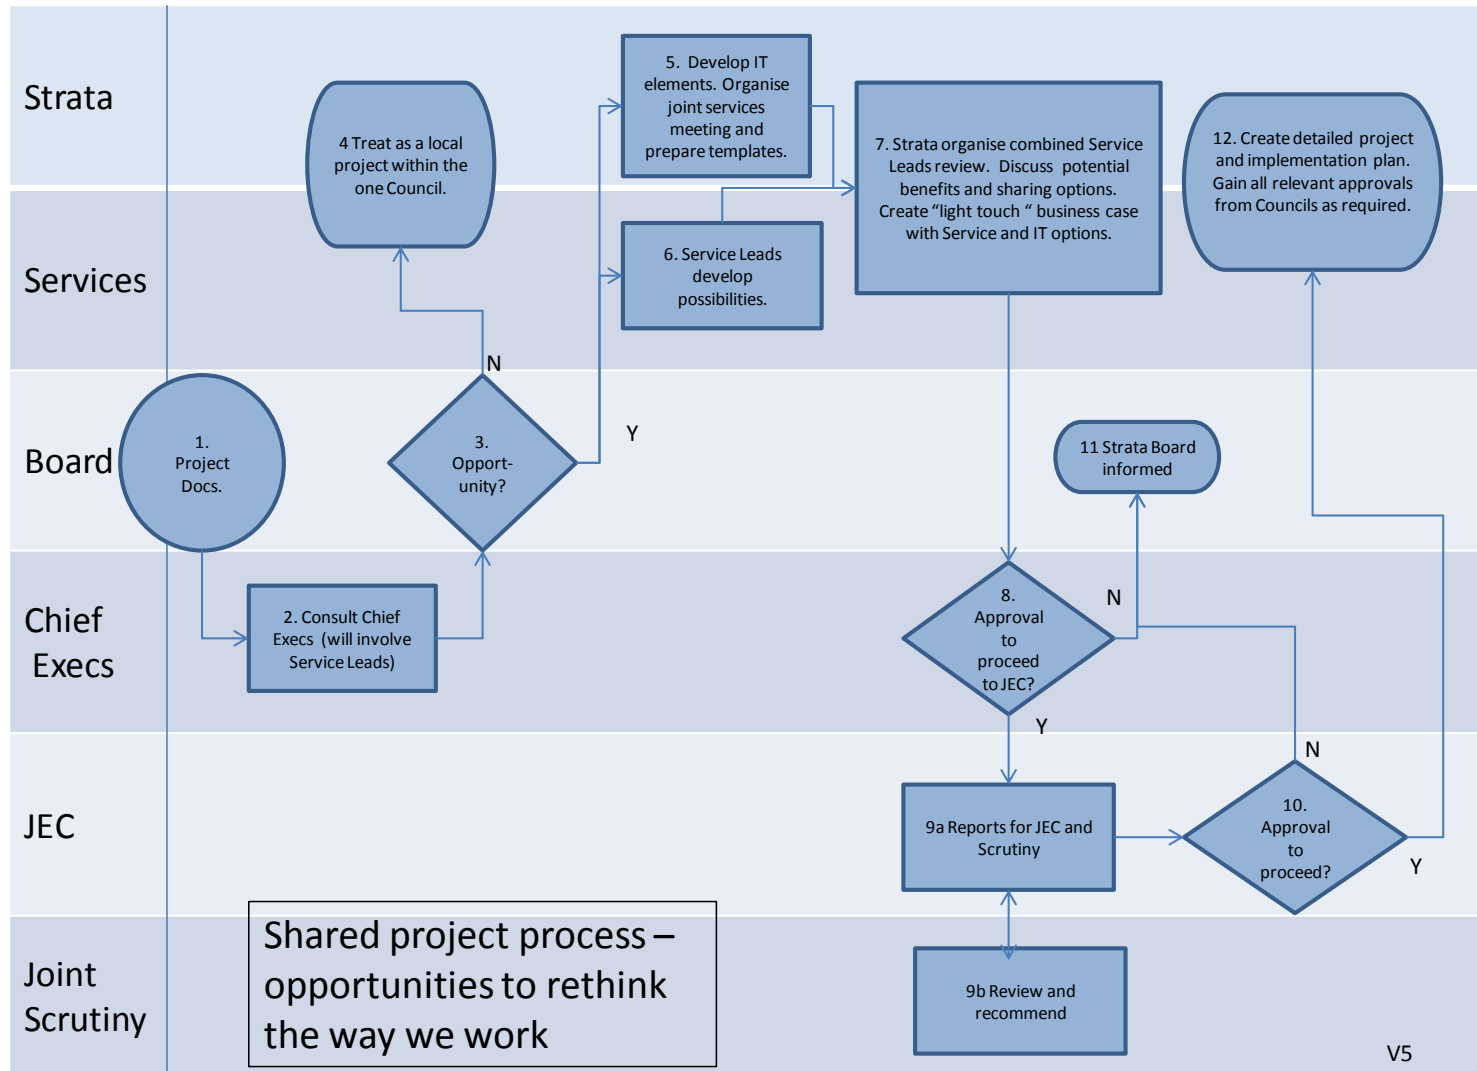 Strata
4 Treat as a local
project within the
one Council.
5.  Develop IT
elements. Organise
joint services
meeting and
prepare templates.
7. Strata organise combined Service
Leads review.  Discuss  potential
benefits and sharing options.
Create “light touch “ business case
with Service and IT options.
12. Create detailed project
and implementation plan.
Gain all relevant approvals
from Councils as required.
Services
6. Service Leads
develop
possibilities.
N
Board
1.
Project
Docs.
3.
Opport-
unity?
Y
11 Strata Board
informed
Chief
Execs
2. Consult Chief
Execs  (will involve
Service Leads)
8.
Approval
to
proceed
to JEC?
N
Y
JEC
9a Reports for JEC and
Scrutiny
10.
Approval
to
proceed?
N
Y
Joint
Scrutiny
Shared project process –
opportunities to rethink
the way we work
9b Review and
recommend
V5